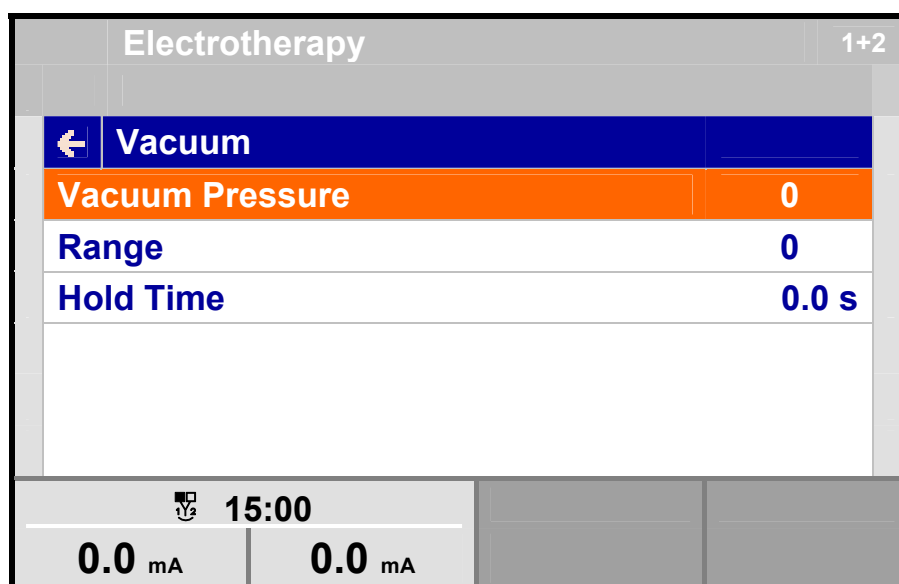 Electrotherapy 1+2
Vacuum
Vacuum Pressure 0
Range 0
Hold Time 0.0 s
1Y2 15:00
0.0 mA 0.0 mA